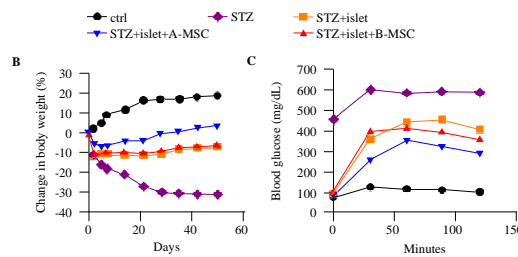 ctrl STZ STZ+islet
STZ+islet+A-MSC STZ+islet+B-MSC
B
Change in body weight (%)
30
20
10
0
-10
-20
-30
-40
0 20 40 60
Days
C
Blood glucose (mg/dL)
700
600
500
400
300
200
100
0
0 50 100 150
Minutes